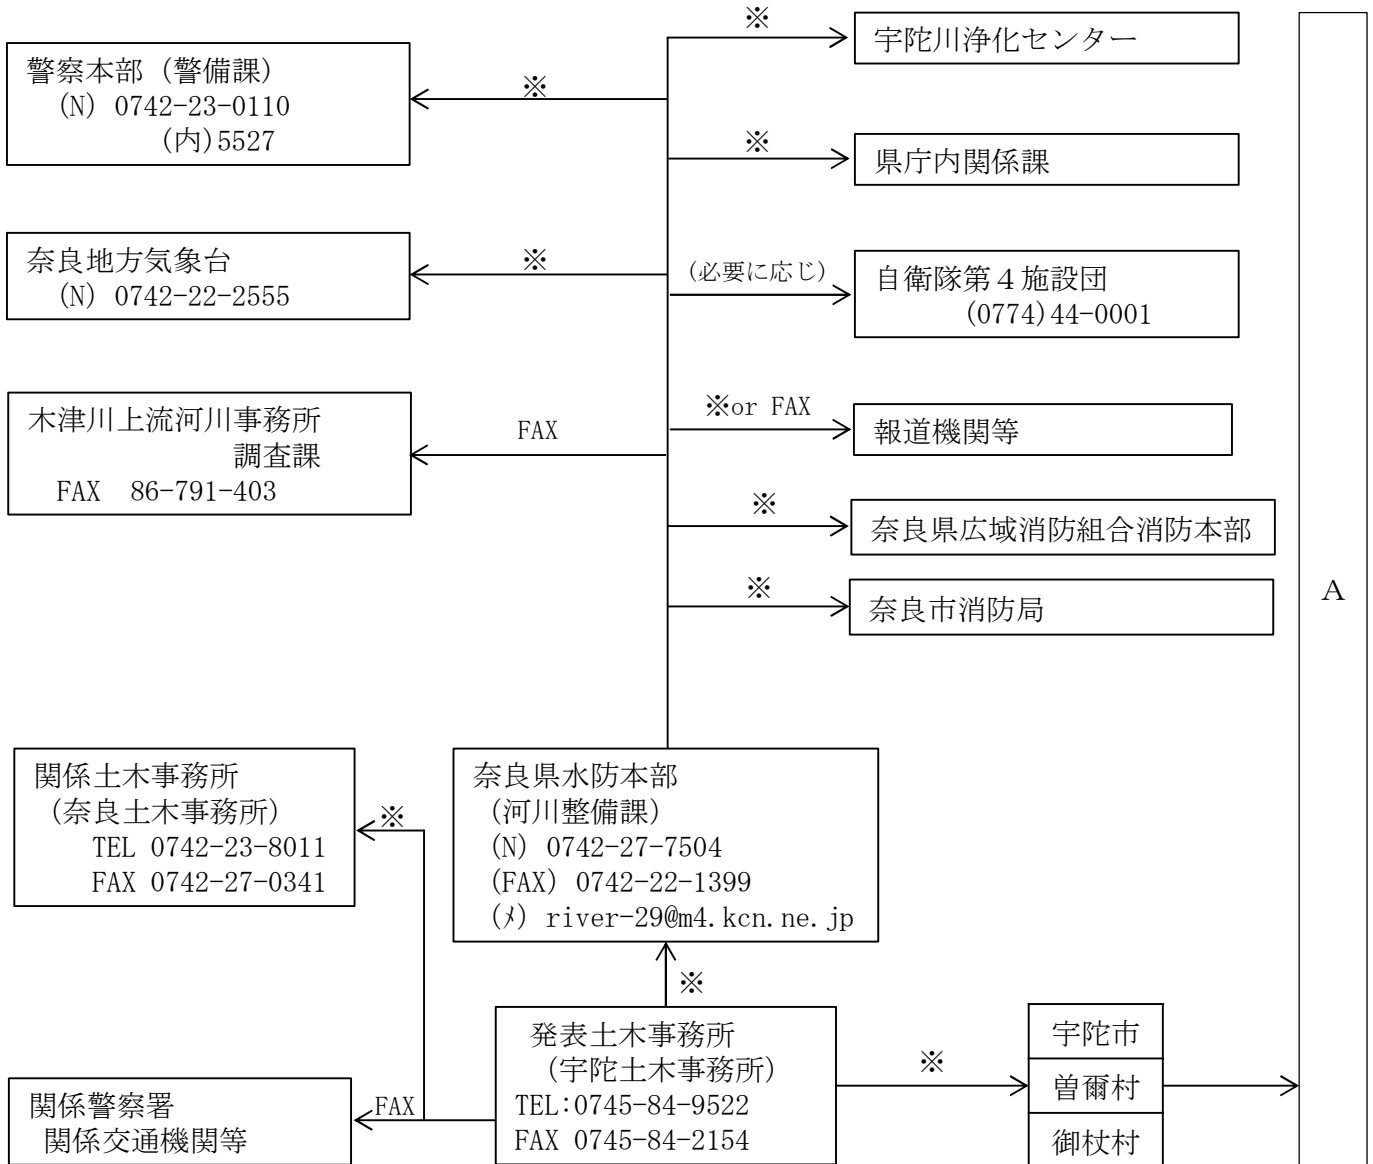 ※
宇陀川浄化センター
警察本部（警備課）
(N) 0742-23-0110
(内)5527
※
※
県庁内関係課
奈良地方気象台
(N) 0742-22-2555
※
(必要に応じ)
自衛隊第４施設団
(0774)44-0001
木津川上流河川事務所
調査課
FAX 86-791-403
FAX
※or FAX
報道機関等
※
奈良県広域消防組合消防本部
※
奈良市消防局
A
関係土木事務所
（奈良土木事務所）
TEL 0742-23-8011
FAX 0742-27-0341
※
奈良県水防本部
（河川整備課）
(N) 0742-27-7504
(FAX) 0742-22-1399
(ﾒ) river-29@m4.kcn.ne.jp
※
関係警察署
関係交通機関等
FAX
発表土木事務所
（宇陀土木事務所）
TEL:0745-84-9522
FAX 0745-84-2154
※
宇陀市
曽爾村
御杖村